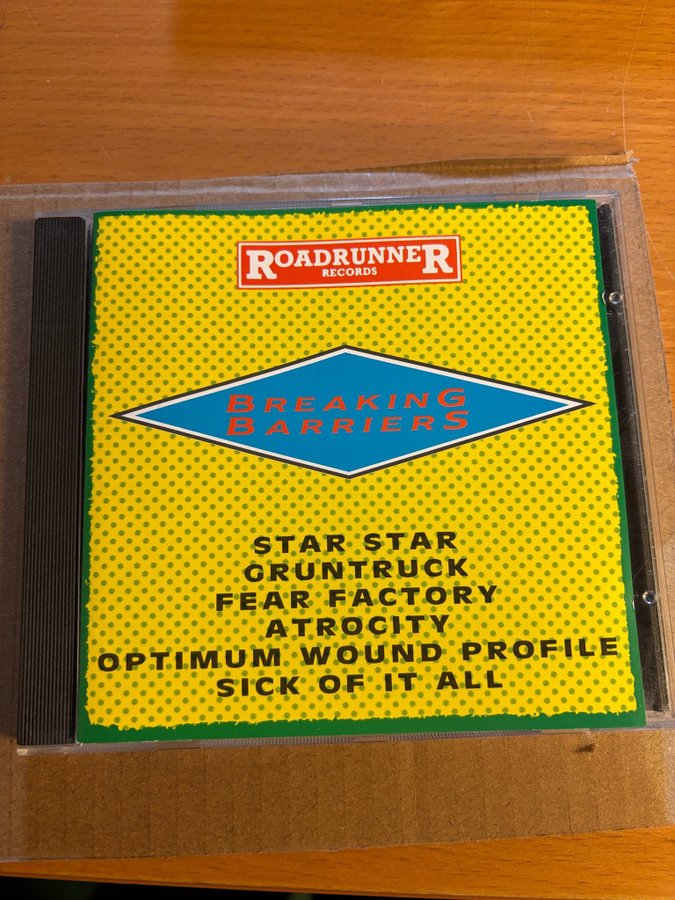 ROADRUNNER
RECORDS
BREAKING
BARRIERS
STAR STAR
GRUNTRUCK
FEAR FACTORY
ATROCITY
OPTIMUM WOUND PROFILE
SICK OF IT ALL